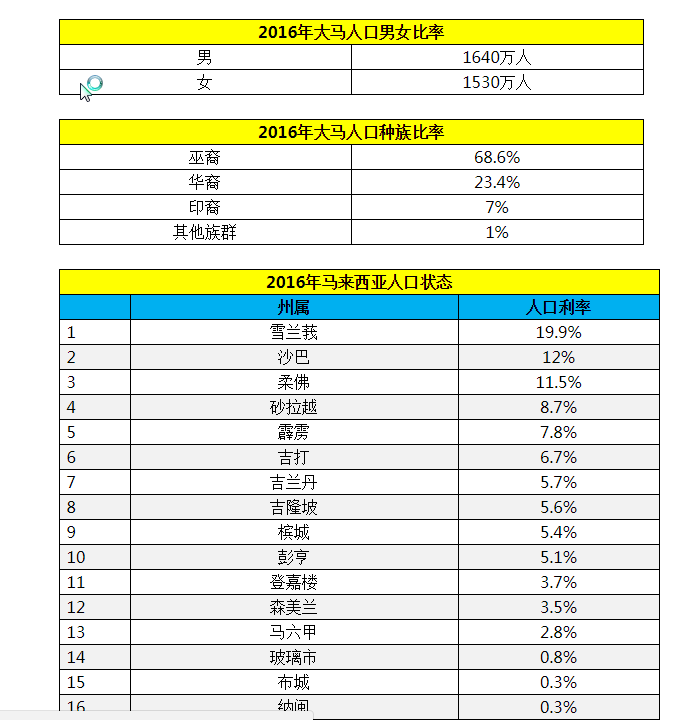 2016年大马人口男女比率
男 1640万人
女 1530万人
2016年大马人口种族比率
巫裔 68.6%
华裔 23.4%
印裔 7%
其他族群 1%
2016年马来西亚人口状态
州属 人口利率
1 雪兰莪 19.9%
2 沙巴 12%
3 柔佛 11.5%
4 砂拉越 8.7%
5 霹雳 7.8%
6 吉打 6.7%
7 吉兰丹 5.7%
8 吉隆坡 5.6%
9 槟城 5.4%
10 彭亨 5.1%
11 登嘉楼 3.7%
12 森美兰 3.5%
13 马六甲 2.8%
14 玻璃市 0.8%
15 布城 0.3%
16 纳闽 0.3%